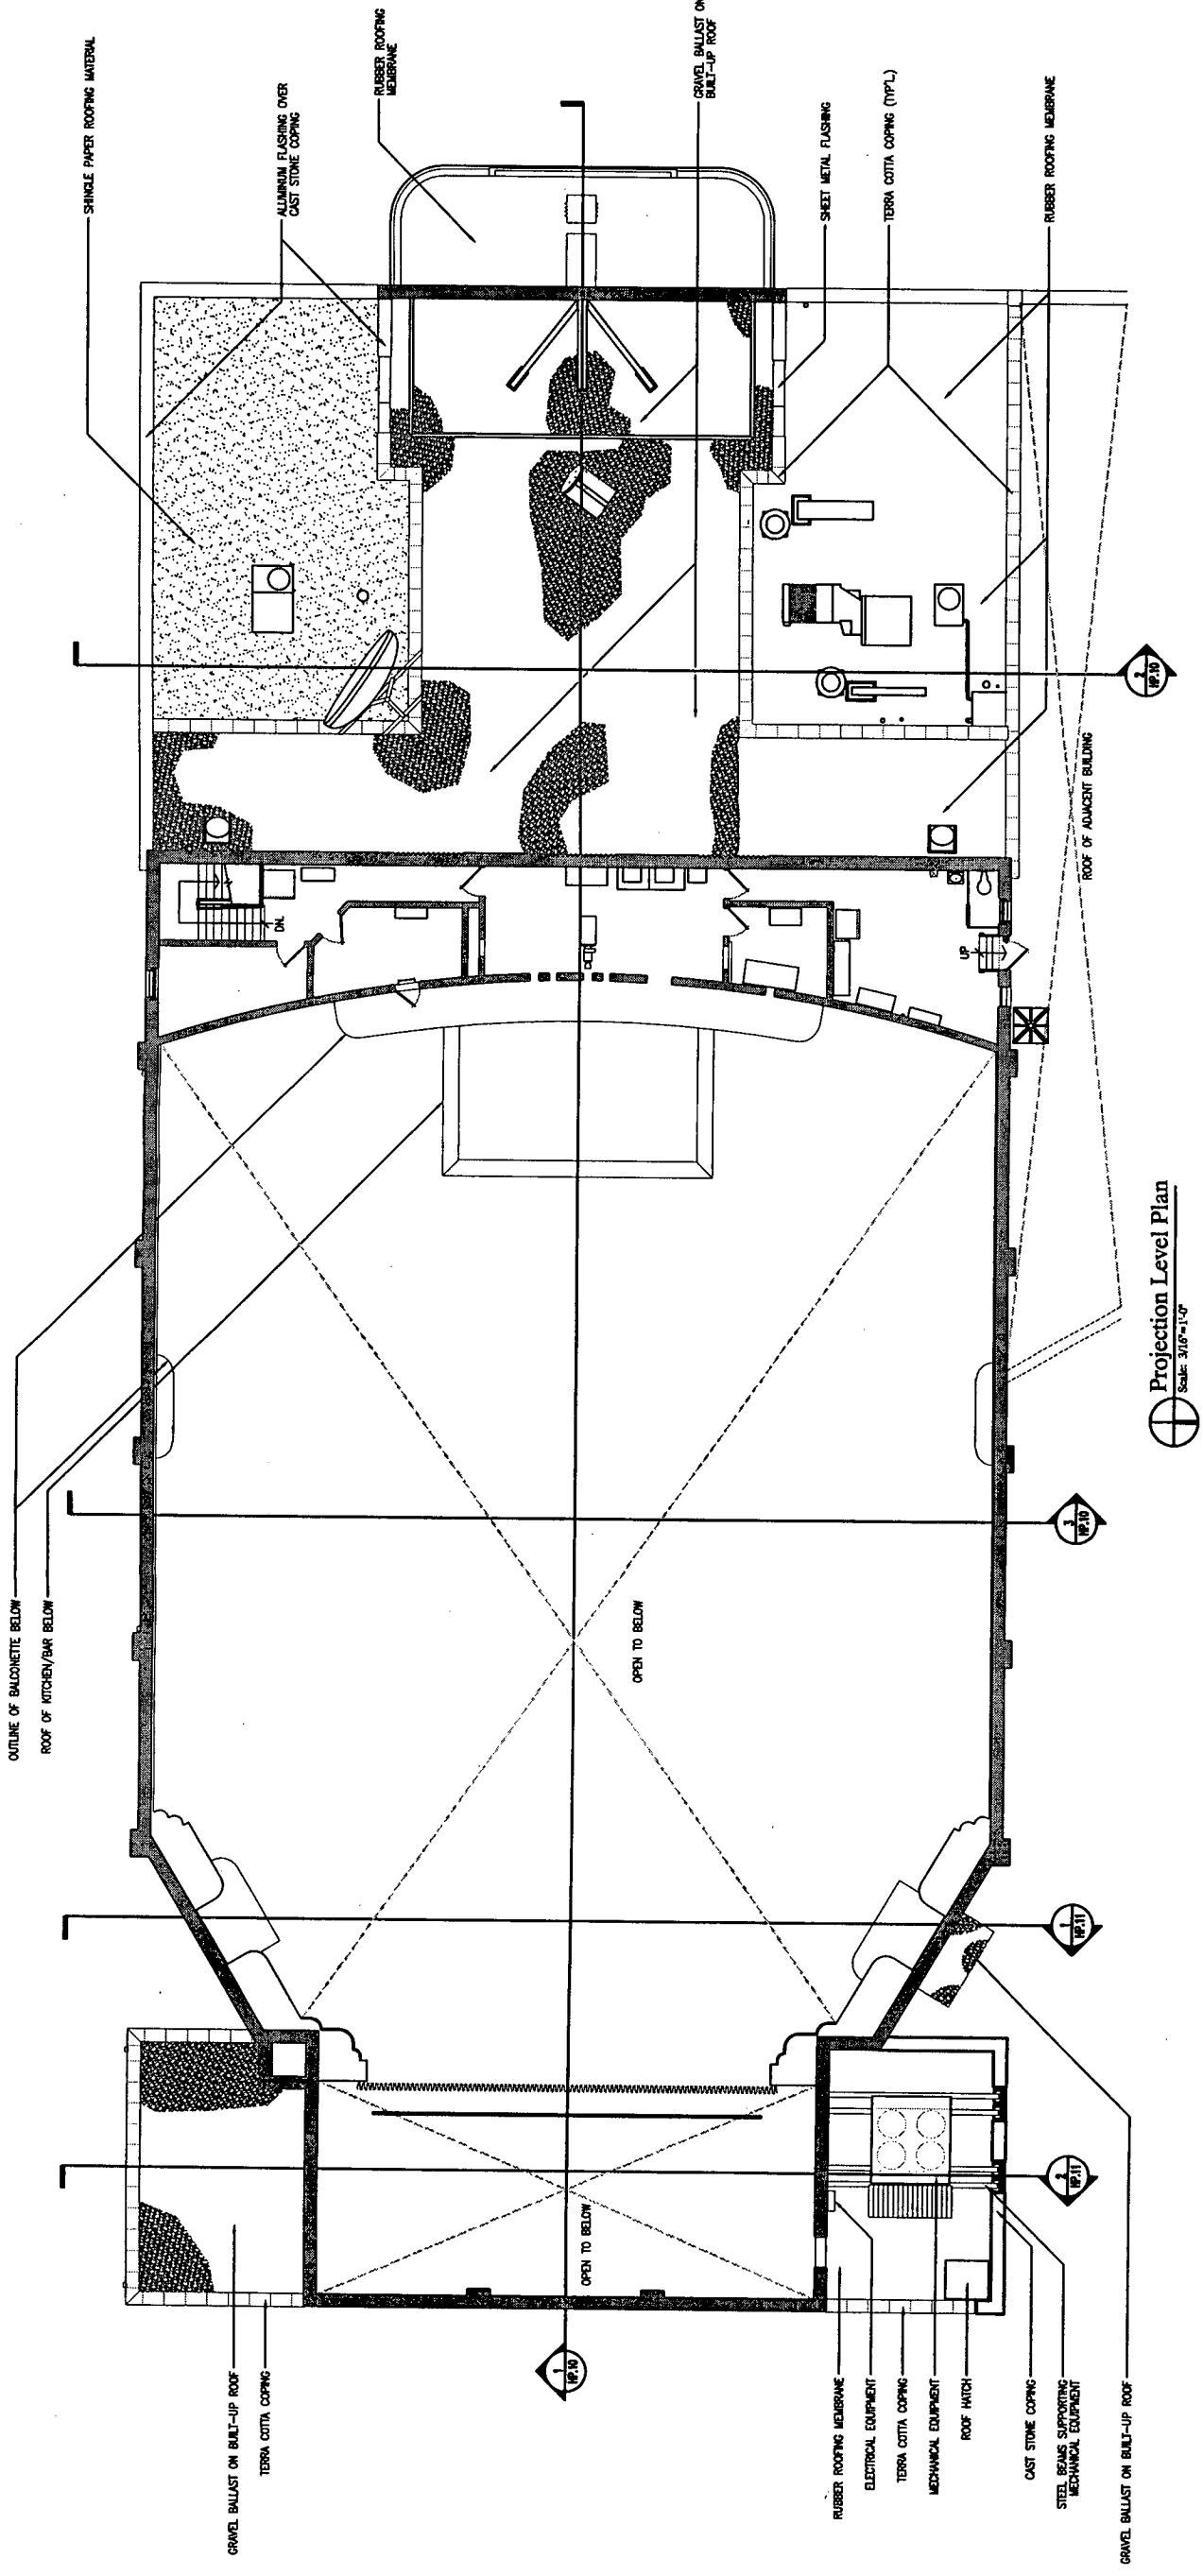 SHINGLE PAPER ROOFING MATERIAL
ALUMINUM FLASHING OVER
CAST STONE COPING
RUBBER ROOFING
MEMBRANE
GRAVEL BALLAST ON
BUILT-UP ROOF
SHEET METAL FLASHING
TERRA COTTA COPING (TYP'L)
RUBBER ROOFING MEMBRANE
2
HP.10
ROOF OF ADJACENT BUILDING
DN.
UP
OUTLINE OF BALCONETTE BELOW
ROOF OF KITCHEN/BAR BELOW
OPEN TO BELOW
3
HP.10
Projection Level Plan
Scale: 3/16"=1'-0"
1
HP.11
2
HP.11
OPEN TO BELOW
1
HP.10
GRAVEL BALLAST ON BUILT-UP ROOF
TERRA COTTA COPING
RUBBER ROOFING MEMBRANE
ELECTRICAL EQUIPMENT
TERRA COTTA COPING
MECHANICAL EQUIPMENT
ROOF HATCH
CAST STONE COPING
STEEL BEAMS SUPPORTING
MECHANICAL EQUIPMENT
GRAVEL BALLAST ON BUILT-UP ROOF